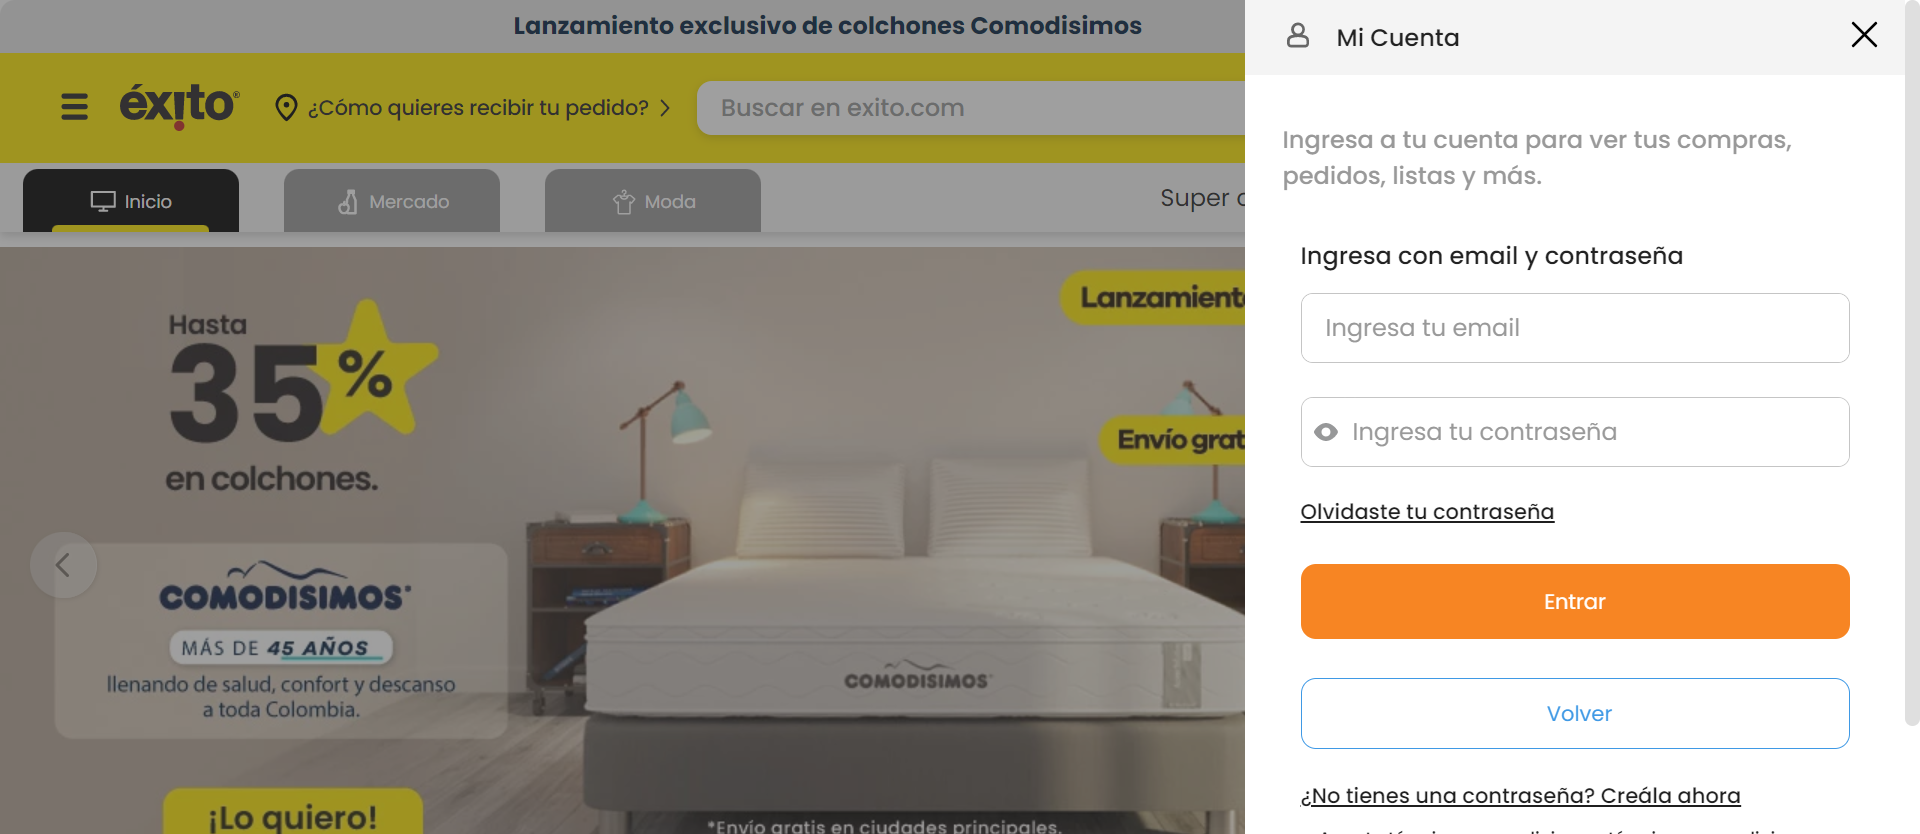 Lanzamiento exclusivo de colchones Comodisimos
éxito
¿Cómo quieres recibir tu pedido?
Buscar en exito.com
Inicio
Mercado
Moda
Super
Hasta
35%
en colchones.
COMODISIMOS
MÁS DE 45 AÑOS
llenando de salud, confort y descanso
a toda Colombia.
¡Lo quiero!
Lanzamiento
Envío grat
COMODISIMOS
*Envío gratis en ciudades principales.
Mi Cuenta
Ingresa a tu cuenta para ver tus compras,
pedidos, listas y más.
Ingresa con email y contraseña
Ingresa tu email
Ingresa tu contraseña
Olvidaste tu contraseña
Entrar
Volver
¿No tienes una contraseña? Creála ahora